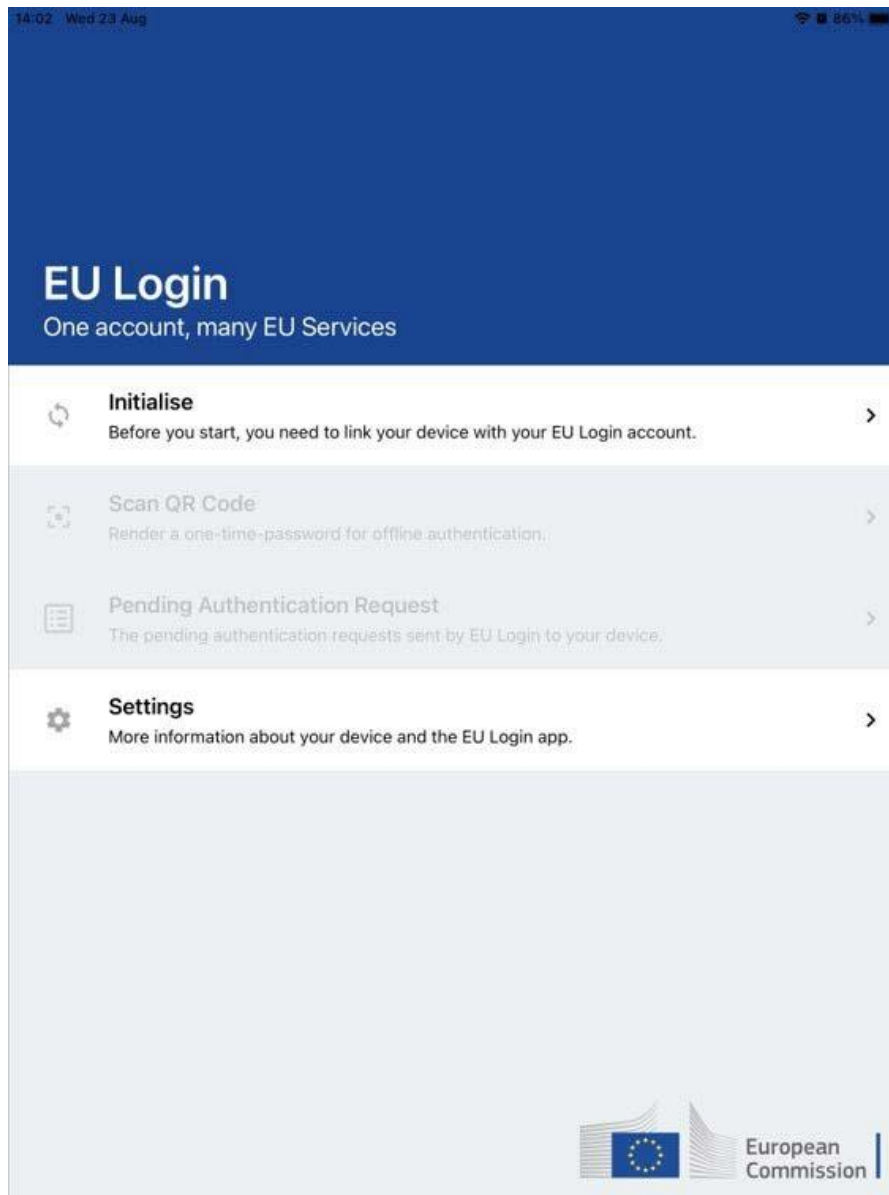 14:02 Wed 23 Aug
86%
EU Login
One account, many EU Services
Initialise
Before you start, you need to link your device with your EU Login account.
Scan QR Code
Render a one-time-password for offline authentication.
Pending Authentication Request
The pending authentication requests sent by EU Login to your device.
Settings
More information about your device and the EU Login app.
European
Commission